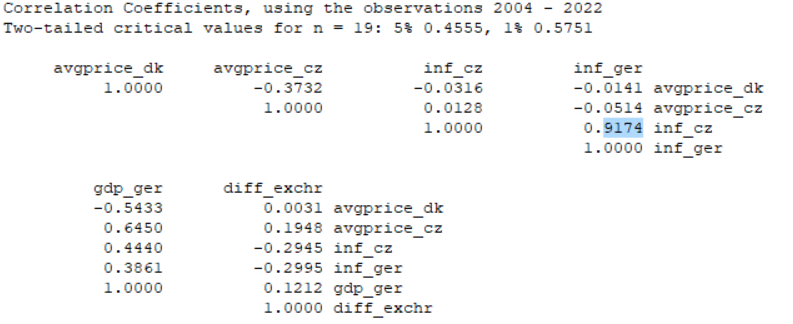 Correlation Coefficients, using the observations 2004 - 2022
Two-tailed critical values for n = 19: 5% 0.4555, 1% 0.5751
avgprice_dk avgprice_cz inf_cz inf_ger
1.0000 -0.3732 -0.0316 -0.0141 avgprice_dk
1.0000 0.0128 -0.0514 avgprice_cz
1.0000 0.9174 inf_cz
1.0000 inf_ger
gdp_ger diff_exchr
-0.5433 0.0031 avgprice_dk
0.6450 0.1948 avgprice_cz
0.4440 -0.2945 inf_cz
0.3861 -0.2995 inf_ger
1.0000 0.1212 gdp_ger
1.0000 diff_exchr